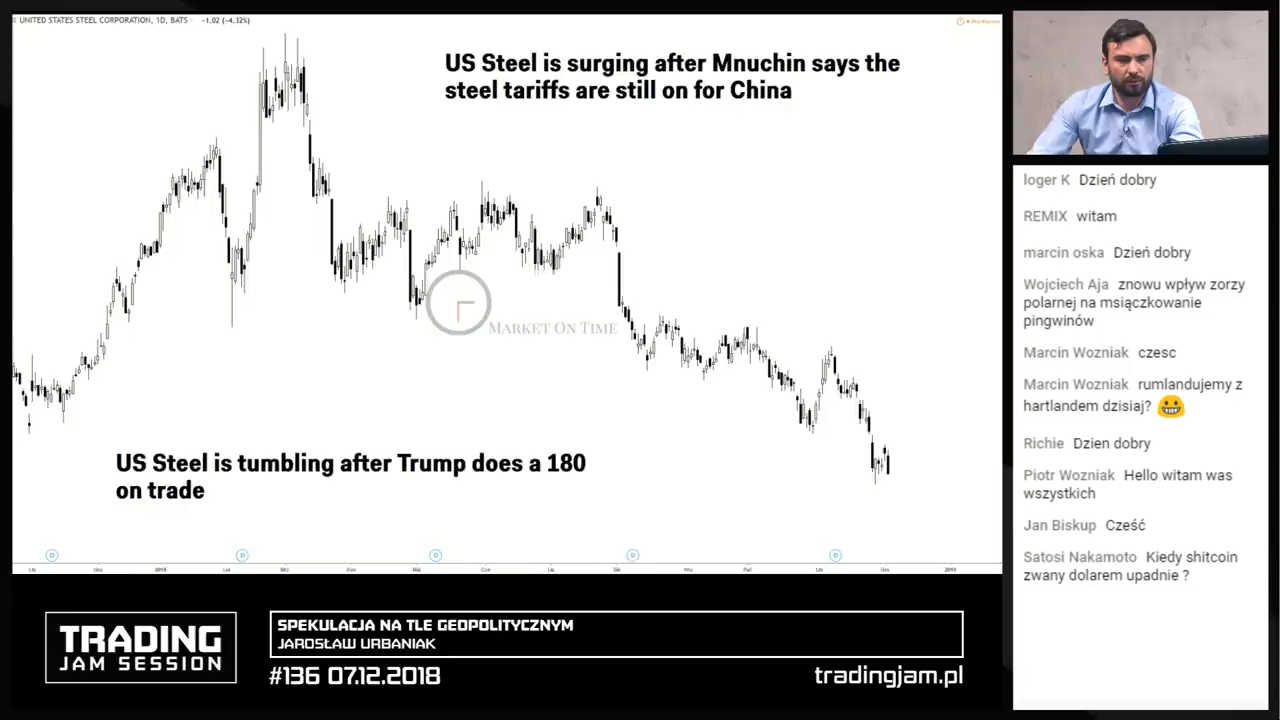 UNITED STATES STEEL CORPORATION, 1D, BATS
−1.02 (−4.32%)
US Steel is surging after Mnuchin says the
steel tariffs are still on for China
MARKET ON TIME
US Steel is tumbling after Trump does a 180
on trade
D D D D D
2018
2019
TRADING
JAM SESSION
SPEKULACJA NA TLE GEOPOLITYCZNYM
JAROSŁAW URBANIAK
#136 07.12.2018
tradingjam.pl
loger K Dzień dobry
REMIX witam
marcin oska Dzień dobry
Wojciech Aja znowu wpływ zorzy
polarnej na msiączkowanie
pingwinów
Marcin Wozniak czesc
Marcin Wozniak rumlandujemy z
hartlandem dzisiaj? 😀
Richie Dzien dobry
Piotr Wozniak Hello witam was
wszystkich
Jan Biskup Cześć
Satosi Nakamoto Kiedy shitcoin
zwany dolarem upadnie ?